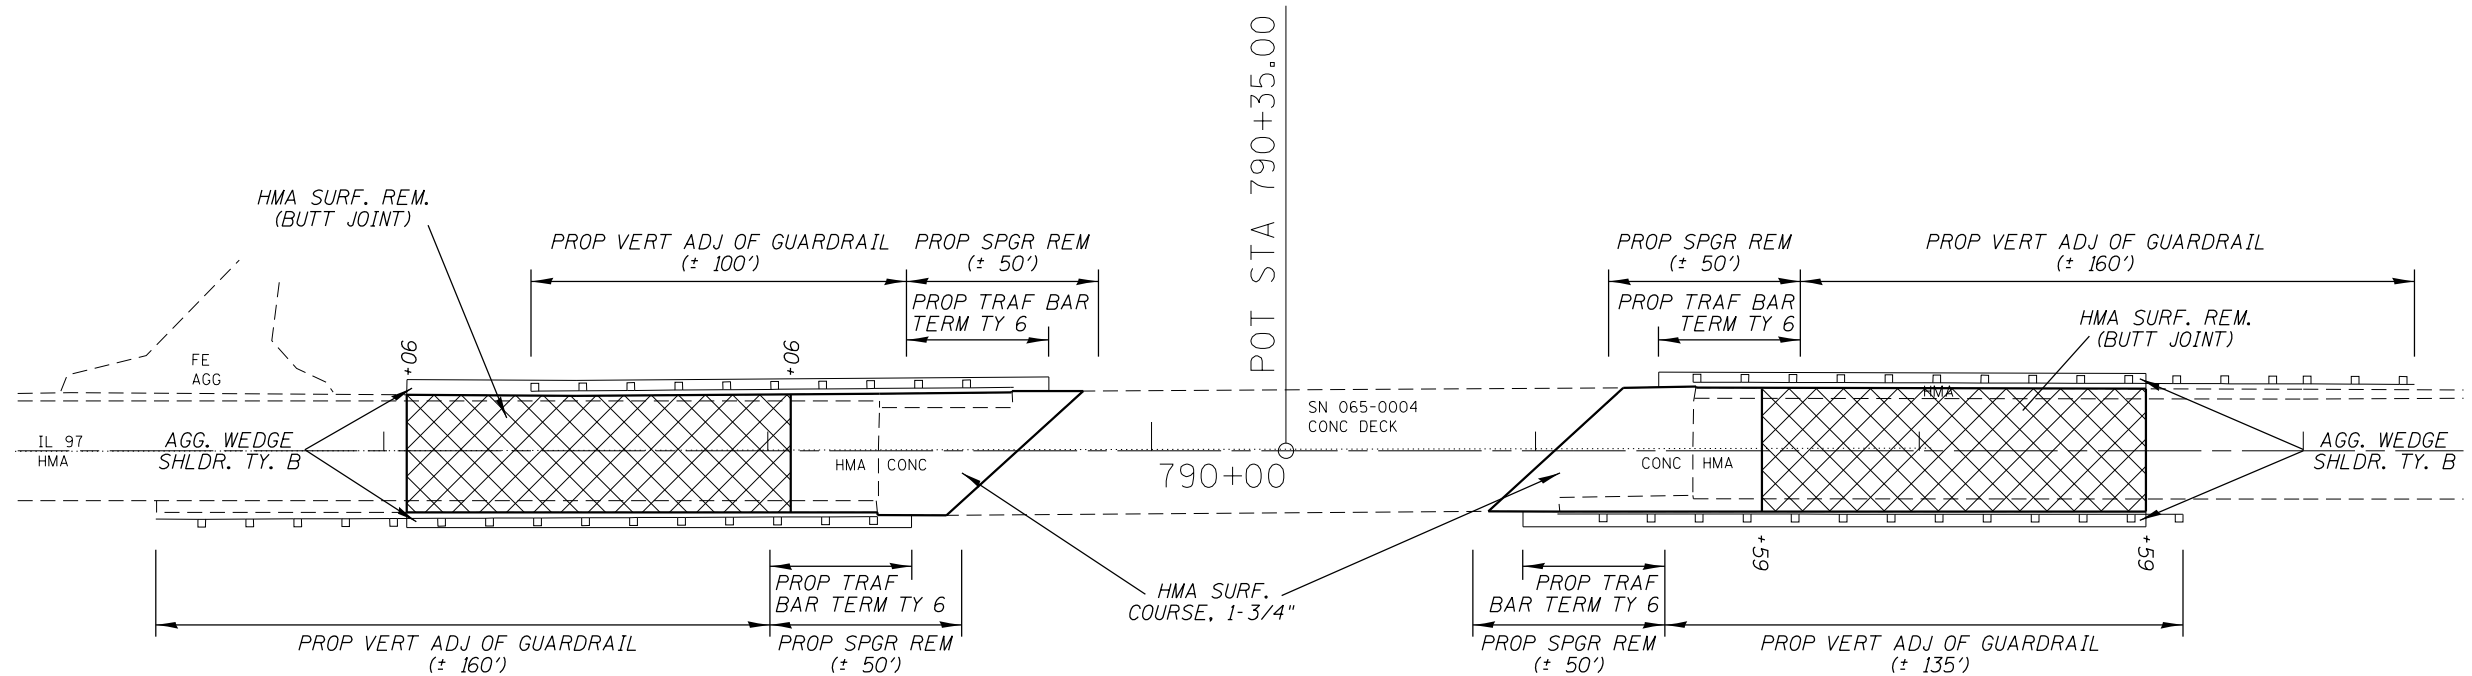 POT STA 790+35.00
HMA SURF. REM.
(BUTT JOINT)
PROP VERT ADJ OF GUARDRAIL
(± 100')
PROP SPGR REM
(± 50')
PROP TRAF BAR
TERM TY 6
PROP SPGR REM
(± 50')
PROP TRAF BAR
TERM TY 6
PROP VERT ADJ OF GUARDRAIL
(± 160')
HMA SURF. REM.
(BUTT JOINT)
FE
AGG
+90
+90
HMA
SN 065-0004
CONC DECK
IL 97
HMA
AGG. WEDGE
SHLDR. TY. B
HMA
CONC
790+00
CONC
HMA
AGG. WEDGE
SHLDR. TY. B
+59
+59
PROP TRAF
BAR TERM TY 6
PROP VERT ADJ OF GUARDRAIL
(± 160')
PROP SPGR REM
(± 50')
HMA SURF.
COURSE, 1-3/4"
PROP TRAF
BAR TERM TY 6
PROP SPGR REM
(± 50')
PROP VERT ADJ OF GUARDRAIL
(± 135')